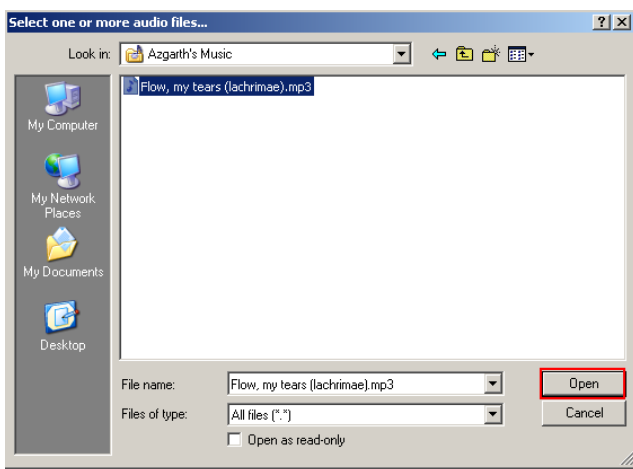 Select one or more audio files...
Look in: Azgarth's Music
Flow, my tears (lachrimae).mp3
My Computer
My Network
Places
My Documents
Desktop
File name: Flow, my tears (lachrimae).mp3 Open
Files of type: All files (*.*) Cancel
Open as read-only